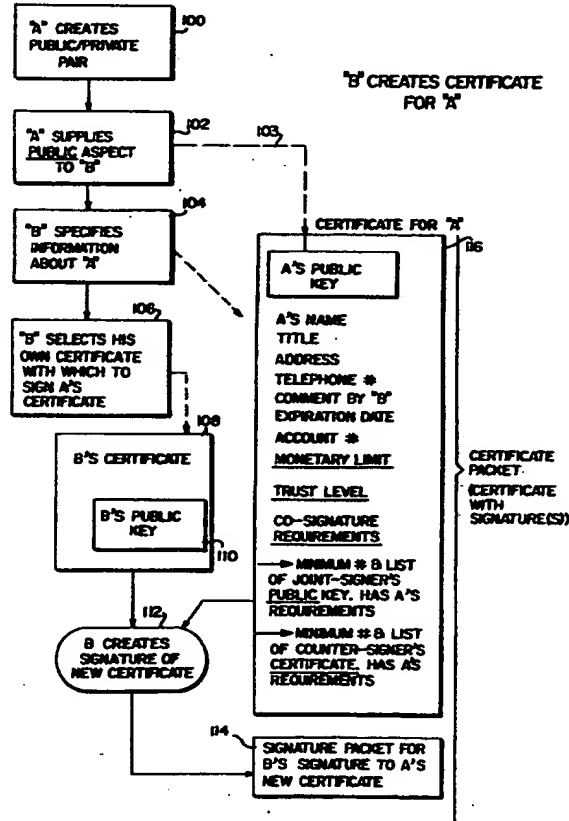 100
"A" CREATES
PUBLIC/PRIVATE
PAIR
"B" CREATES CERTIFICATE
FOR "A"
102
"A" SUPPLIES
PUBLIC ASPECT
TO "B"
103
104
"B" SPECIFIES
INFORMATION
ABOUT "A"
CERTIFICATE FOR "A"
116
A'S PUBLIC
KEY
A'S NAME
TITLE
ADDRESS
TELEPHONE #
COMMENT BY "B"
EXPIRATION DATE
ACCOUNT #
MONETARY LIMIT
TRUST LEVEL
CO-SIGNATURE
REQUIREMENTS
MINIMUM # & LIST
OF JOINT-SIGNER'S
PUBLIC KEY. HAS A'S
REQUIREMENTS
MINIMUM # & LIST
OF COUNTER-SIGNER'S
CERTIFICATE. HAS A'S
REQUIREMENTS
106
"B" SELECTS HIS
OWN CERTIFICATE
WITH WHICH TO
SIGN A'S
CERTIFICATE
108
B'S CERTIFICATE
B'S PUBLIC
KEY
110
CERTIFICATE
PACKET
(CERTIFICATE
WITH
SIGNATURE(S))
112
B CREATES
SIGNATURE OF
NEW CERTIFICATE
114
SIGNATURE PACKET FOR
B'S SIGNATURE TO A'S
NEW CERTIFICATE